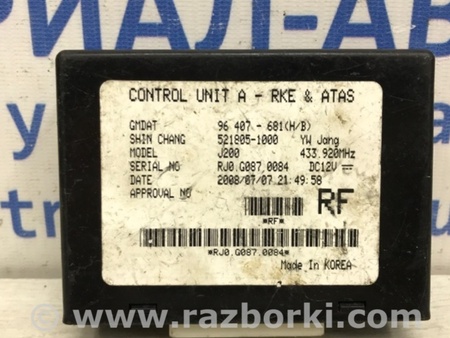 РИАЛ-АВ
CONTROL UNIT A - RKE & ATAS
GMDAT 96 407 - 681(H/B)
SHIN CHANG 521805-1000 YW Jang
MODEL J200 433.920MHz
SERIAL NO RJ0.G087.0084 DC12V
DATE 2008/07/07 21:49:58
APPROVAL NO
RF
*RF*
*RJ0.G087.0084*
Made In KOREA
www.razborki.com